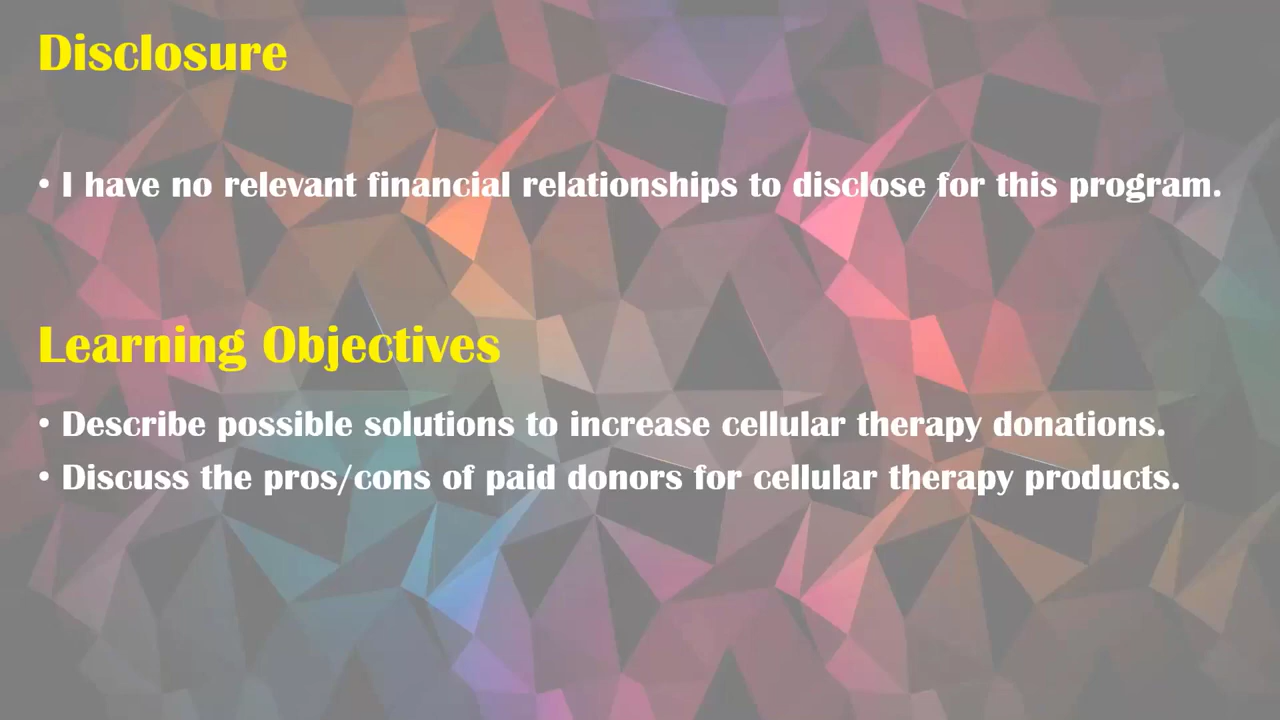 Disclosure
• I have no relevant financial relationships to disclose for this program.
Learning Objectives
• Describe possible solutions to increase cellular therapy donations.
• Discuss the pros/cons of paid donors for cellular therapy products.